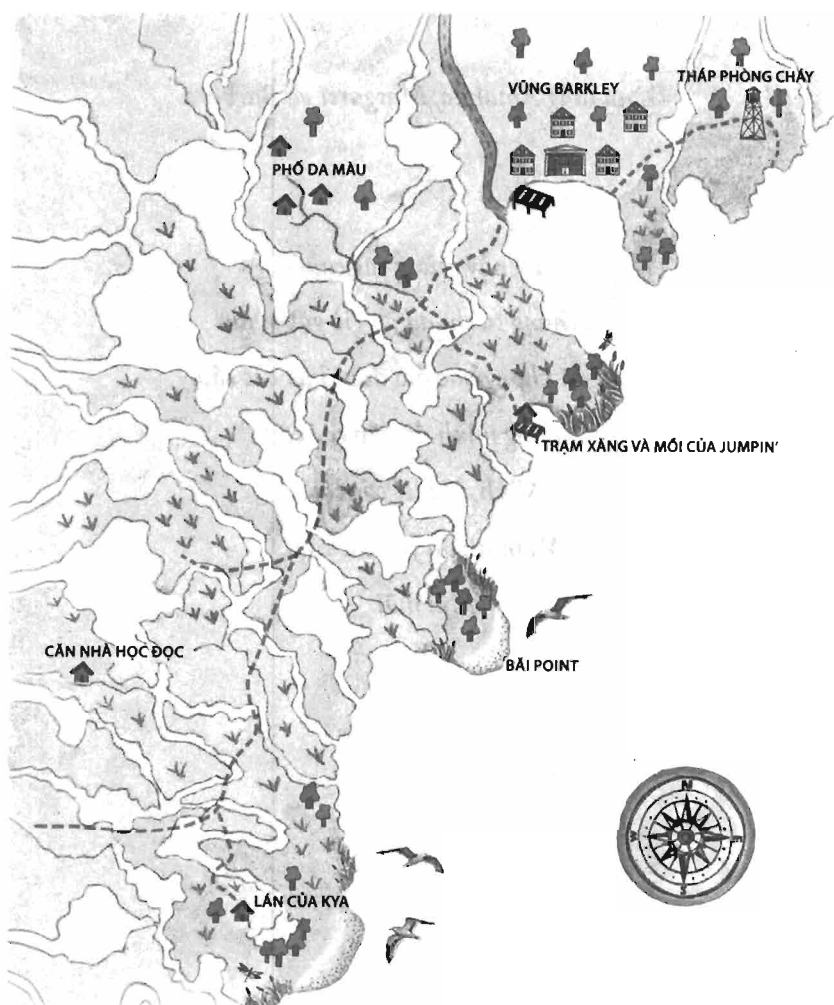 VŨNG BARKLEY
THÁP PHÒNG CHÁY
PHỐ DA MÀU
TRẠM XĂNG VÀ MỒI CỦA JUMPIN'
BÃI POINT
CĂN NHÀ HỌC ĐỌC
LÁN CỦA KYA
N
W
E
S